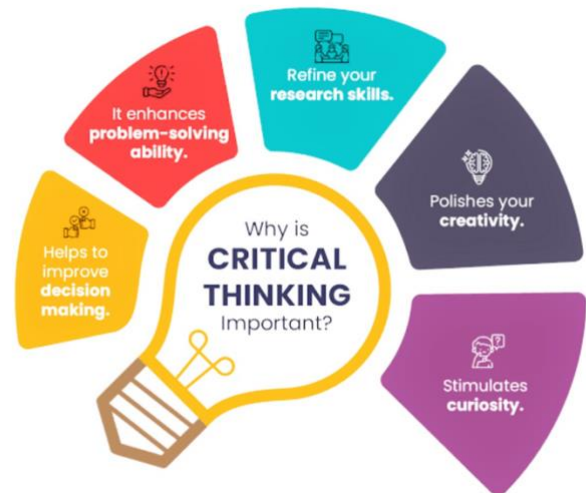 Why is
CRITICAL
THINKING
Important?
Helps to
improve
decision
making.
It enhances
problem-solving
ability.
Refine your
research skills.
Polishes your
creativity.
Stimulates
curiosity.